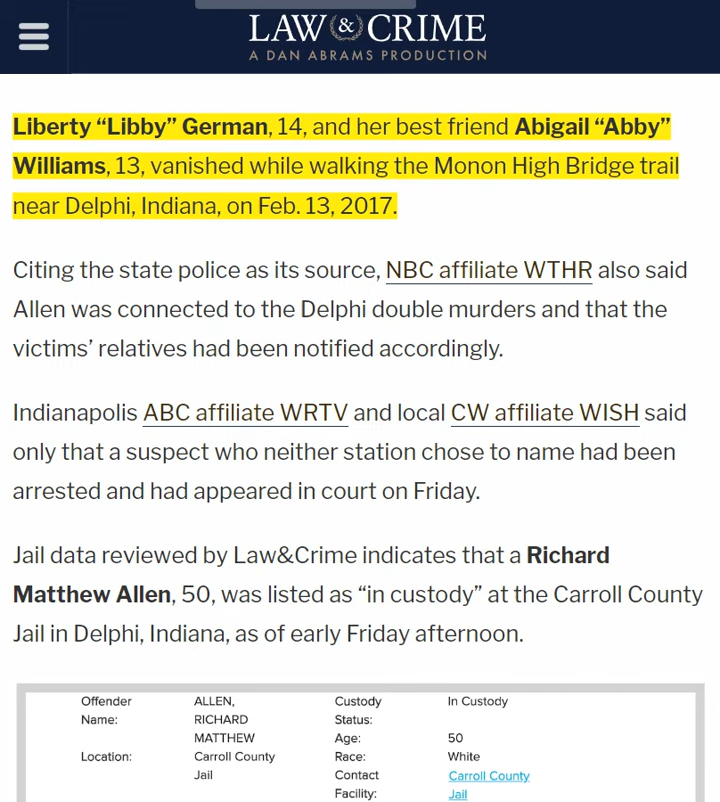 LAW & CRIME
A DAN ABRAMS PRODUCTION
Liberty “Libby” German, 14, and her best friend Abigail “Abby”
Williams, 13, vanished while walking the Monon High Bridge trail
near Delphi, Indiana, on Feb. 13, 2017.
Citing the state police as its source, NBC affiliate WTHR also said
Allen was connected to the Delphi double murders and that the
victims’ relatives had been notified accordingly.
Indianapolis ABC affiliate WRTV and local CW affiliate WISH said
only that a suspect who neither station chose to name had been
arrested and had appeared in court on Friday.
Jail data reviewed by Law&Crime indicates that a Richard
Matthew Allen, 50, was listed as “in custody” at the Carroll County
Jail in Delphi, Indiana, as of early Friday afternoon.
Offender ALLEN, Custody In Custody
Name: RICHARD Status:
MATTHEW Age: 50
Location: Carroll County Race: White
Jail Contact Carroll County
Facility: Jail